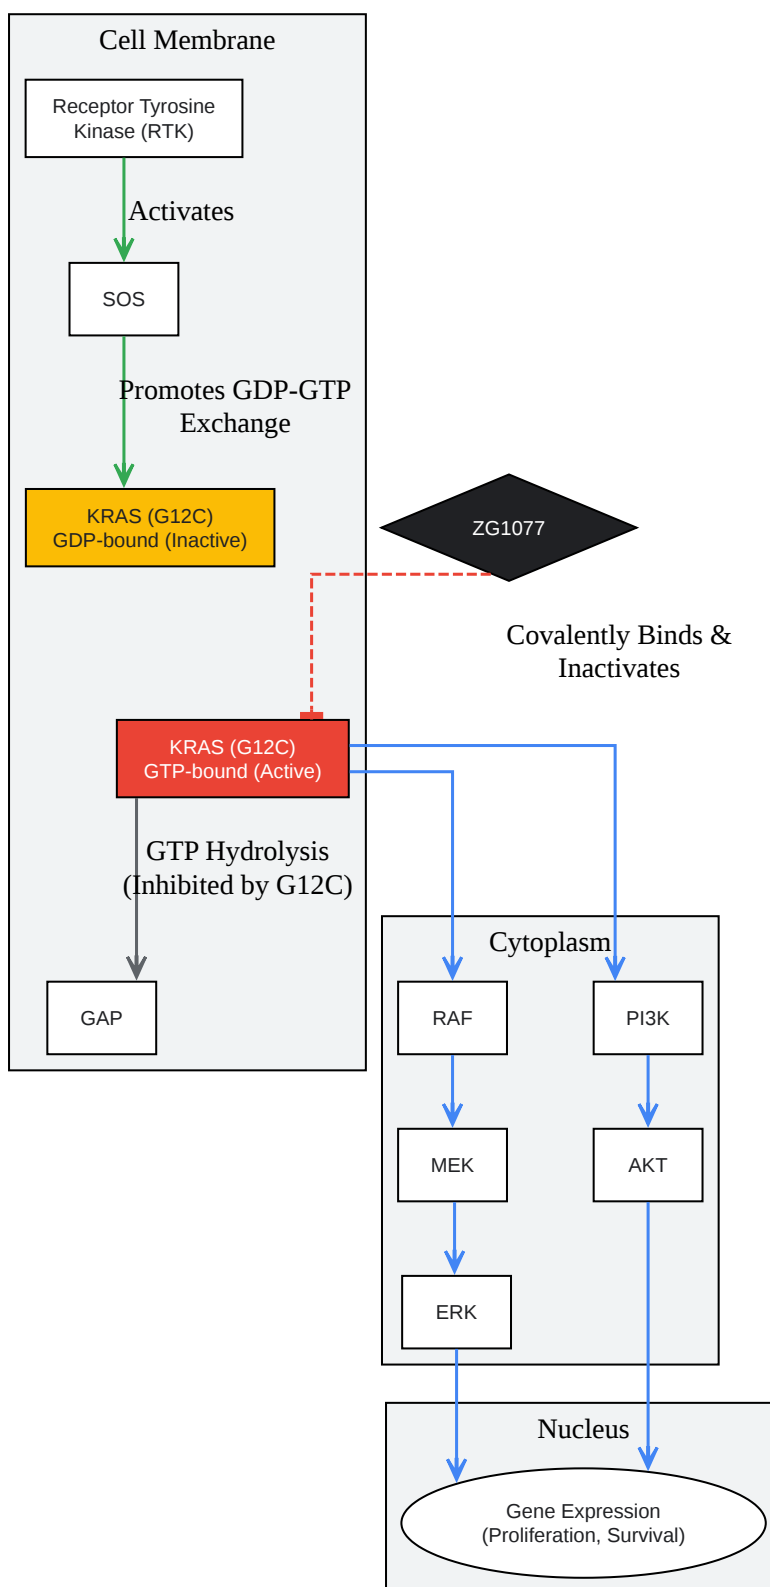 Cell Membrane
Receptor Tyrosine
Kinase (RTK)
Activates
SOS
Promotes GDP-GTP
Exchange
KRAS (G12C)
GDP-bound (Inactive)
ZG1077
Covalently Binds &
Inactivates
KRAS (G12C)
GTP-bound (Active)
GTP Hydrolysis
(Inhibited by G12C)
GAP
Cytoplasm
RAF
PI3K
MEK
AKT
ERK
Nucleus
Gene Expression
(Proliferation, Survival)